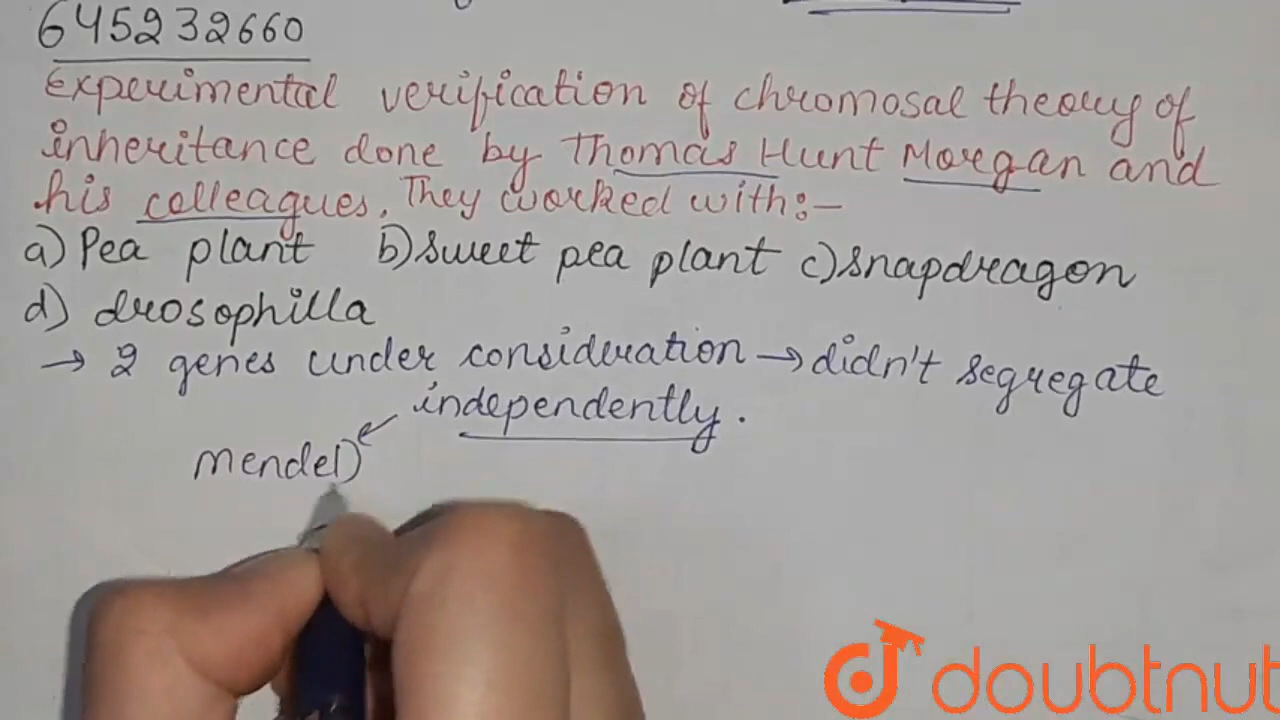 645232660
Experimental verification of chromosal theory of
inheritance done by Thomas Hunt Morgan and
his colleagues. They worked with:-
a) Pea plant b) sweet pea plant c) snapdragon
d) drosophilla
→ 2 genes under consideration → didn't segregate
independently.
mendel)
doubtnut